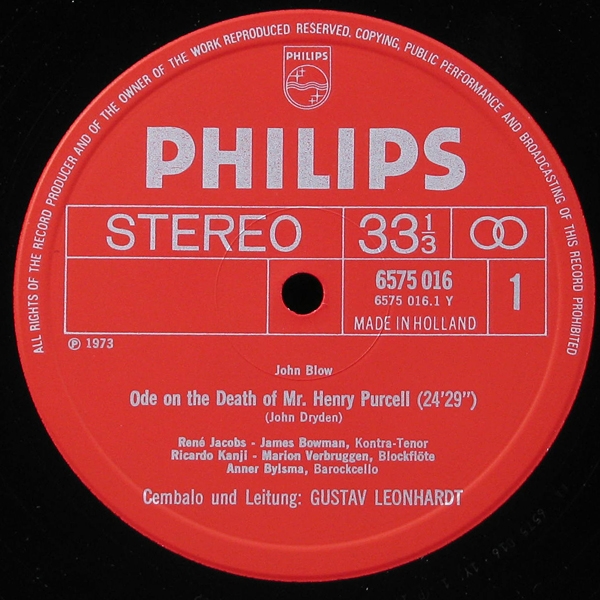 ALL RIGHTS OF THE RECORD PRODUCER AND OF THE OWNER OF THE WORK REPRODUCED RESERVED. COPYING, PUBLIC PERFORMANCE AND BROADCASTING OF THIS RECORD PROHIBITED
PHILIPS
PHILIPS
STEREO
33 1/3
6575 016
6575 016.1 Y
MADE IN HOLLAND
1
Ⓟ 1973
John Blow
Ode on the Death of Mr. Henry Purcell (24'29")
(John Dryden)
René Jacobs - James Bowman, Kontra-Tenor
Ricardo Kanji - Marion Verbruggen, Blockflöte
Anner Bylsma, Barockcello
Cembalo und Leitung: GUSTAV LEONHARDT